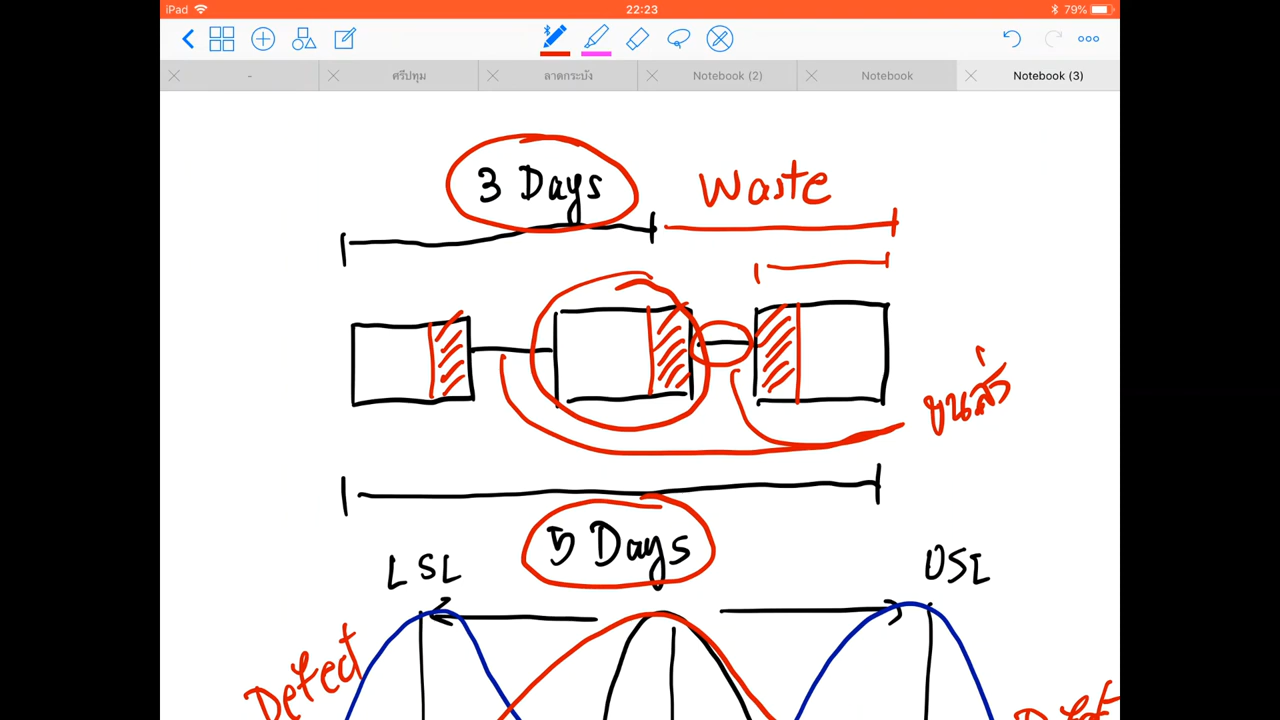 iPad 22:23 79%
- ศรีปทุม ลาดกระบัง Notebook (2) Notebook Notebook (3)
3 Days Waste
ขนส่ง
5 Days
LSL USL
Defect